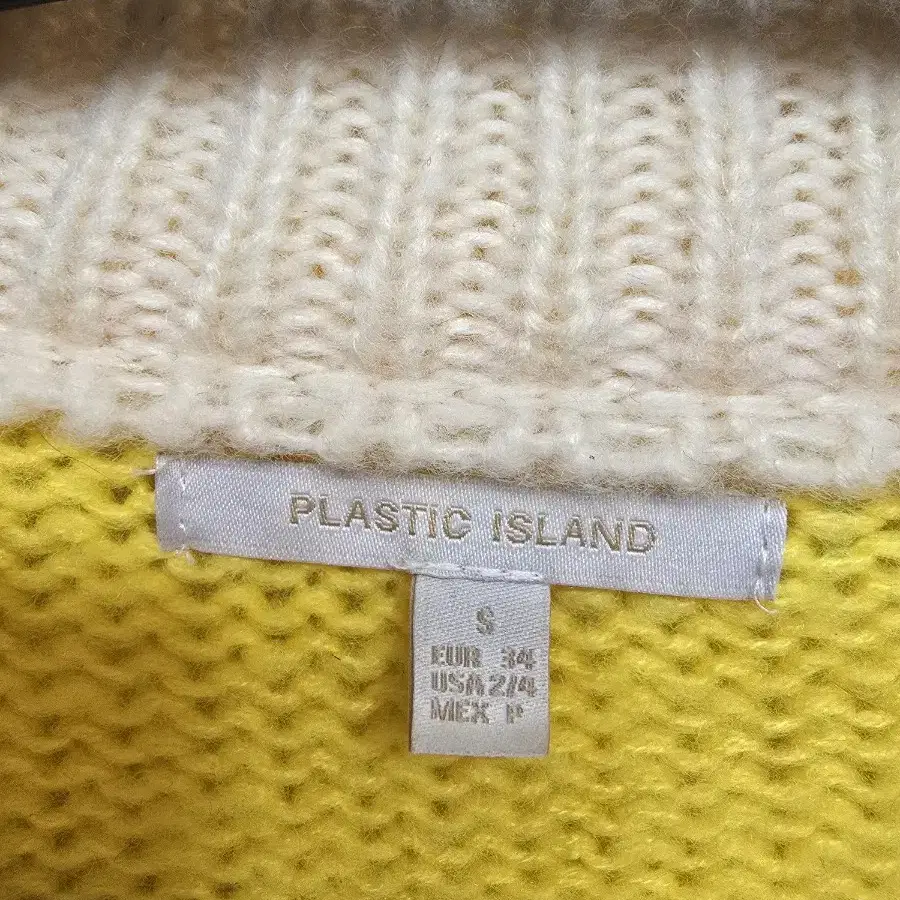 PLASTIC ISLAND
S
EUR 34
USA 2/4
MEX P